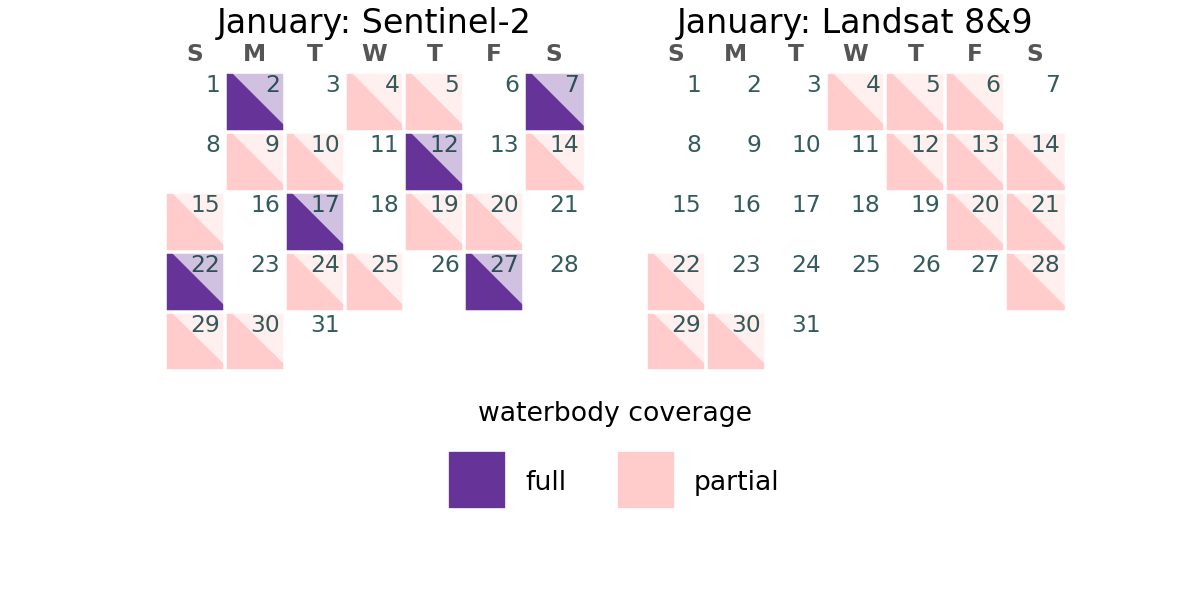 January: Sentinel-2
S M T W T F S
1 2 3 4 5 6 7
8 9 10 11 12 13 14
15 16 17 18 19 20 21
22 23 24 25 26 27 28
29 30 31
January: Landsat 8&9
S M T W T F S
1 2 3 4 5 6 7
8 9 10 11 12 13 14
15 16 17 18 19 20 21
22 23 24 25 26 27 28
29 30 31
waterbody coverage
full
partial